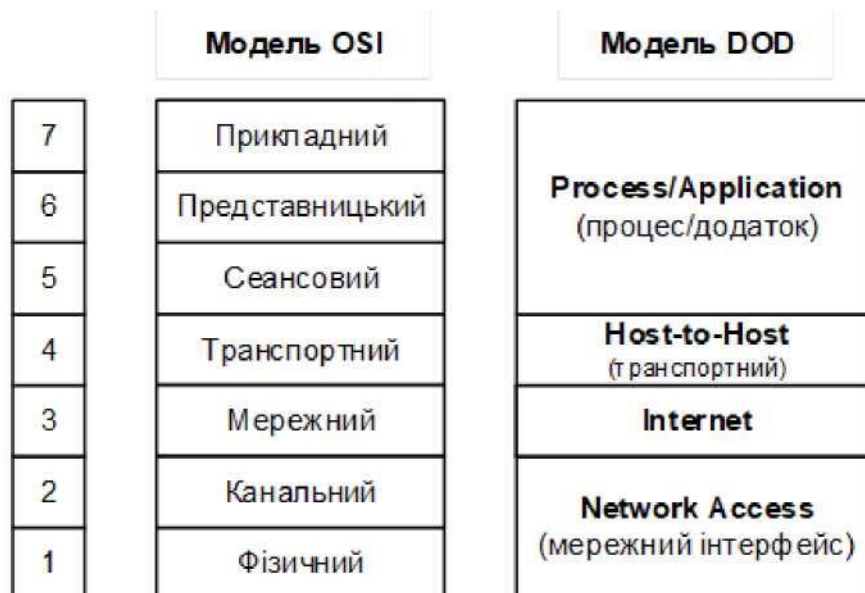 Модель OSI
Модель DOD
7
Прикладний
6
Представницький
5
Сеансовий
Process/Application
(процес/додаток)
4
Транспортний
Host-to-Host
(транспортний)
3
Мережний
Internet
2
Канальний
1
Фізичний
Network Access
(мережний інтерфейс)